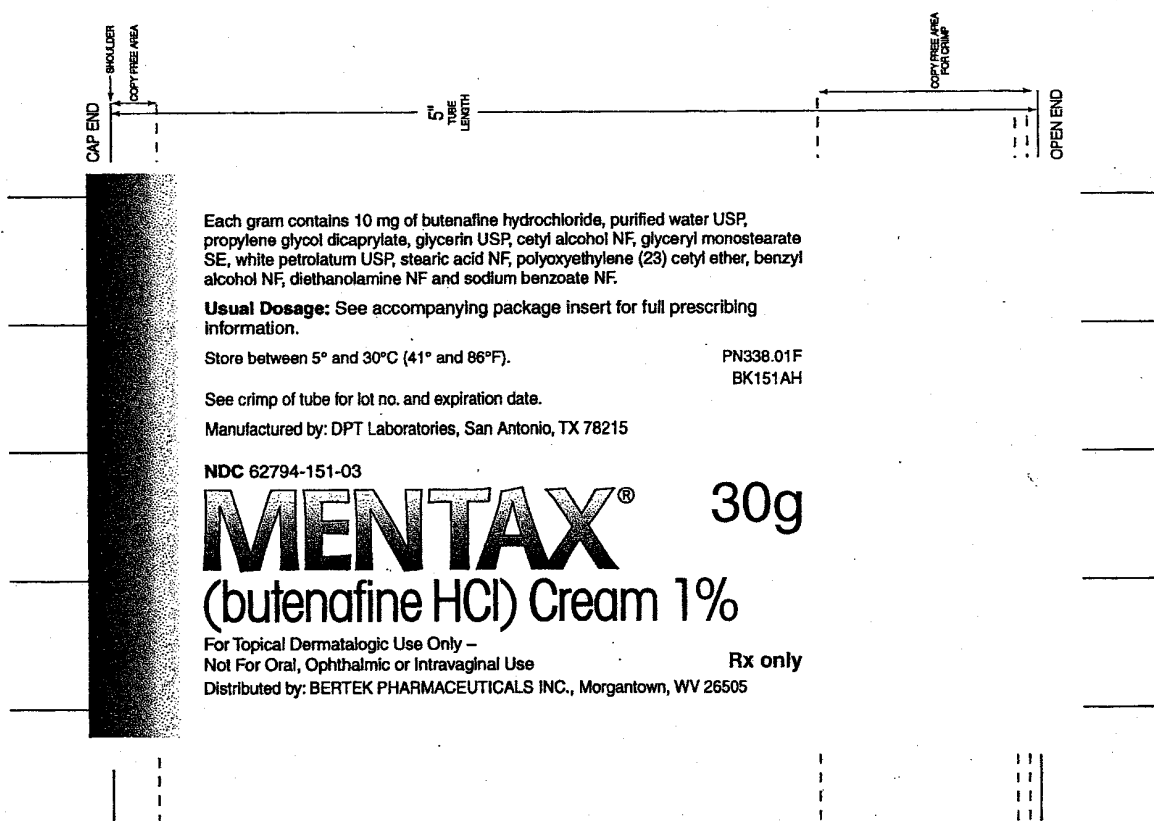 SHOULDER
COPY FREE AREA
COPY FREE AREA
FOR CRIMP
CAP END
5"
TUBE
LENGTH
OPEN END
Each gram contains 10 mg of butenafine hydrochloride, purified water USP,
propylene glycol dicaprylate, glycerin USP, cetyl alcohol NF, glyceryl monostearate
SE, white petrolatum USP, stearic acid NF, polyoxyethylene (23) cetyl ether, benzyl
alcohol NF, diethanolamine NF and sodium benzoate NF.
Usual Dosage: See accompanying package insert for full prescribing
information.
Store between 5° and 30°C (41° and 86°F).
PN338.01F
BK151AH
See crimp of tube for lot no. and expiration date.
Manufactured by: DPT Laboratories, San Antonio, TX 78215
NDC 62794-151-03
MENTAX® 30g
(butenafine HCl) Cream 1%
For Topical Dermatalogic Use Only –
Not For Oral, Ophthalmic or Intravaginal Use
Rx only
Distributed by: BERTEK PHARMACEUTICALS INC., Morgantown, WV 26505